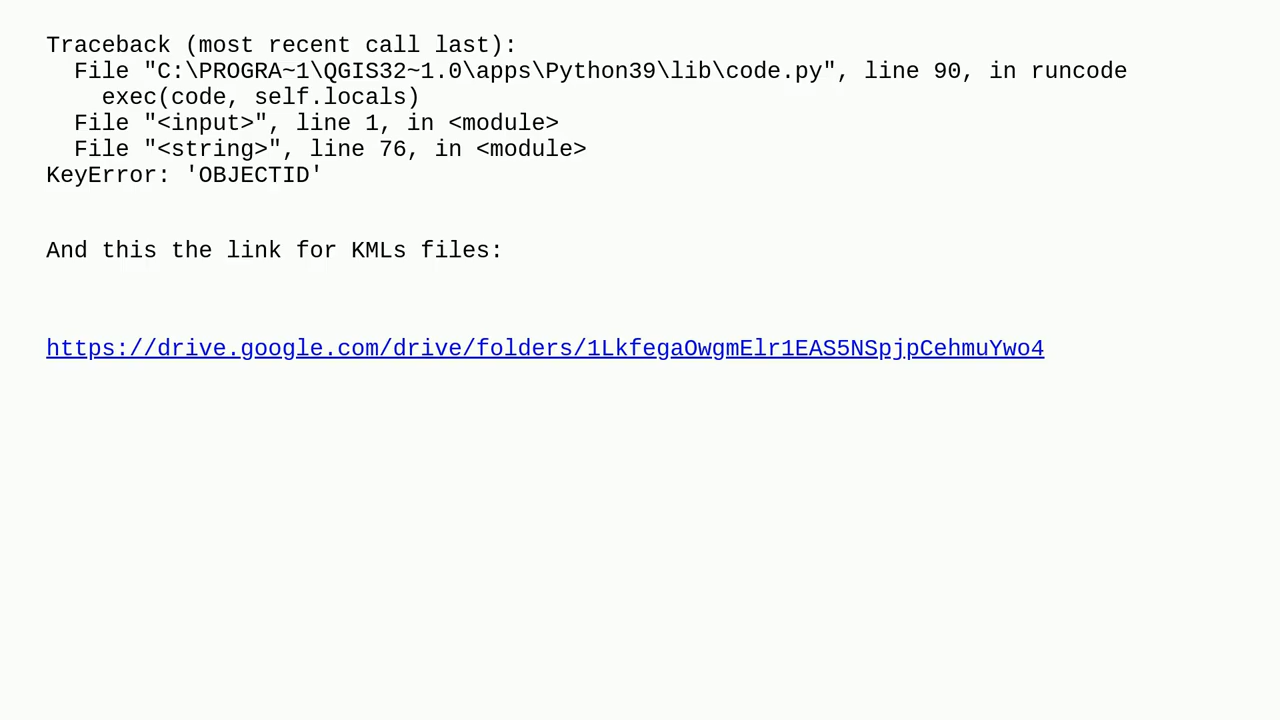 Traceback (most recent call last):
  File "C:\PROGRA~1\QGIS32~1.0\apps\Python39\lib\code.py", line 90, in runcode
    exec(code, self.locals)
  File "<input>", line 1, in <module>
  File "<string>", line 76, in <module>
KeyError: 'OBJECTID'
And this the link for KMLs files:
https://drive.google.com/drive/folders/1LkfegaOwgmElr1EAS5NSpjpCehmuYwo4